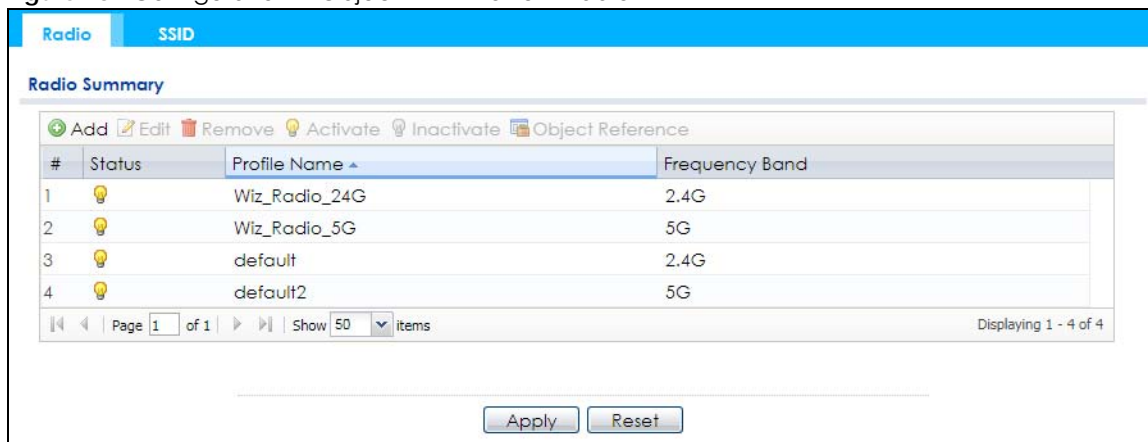 Radio SSID
Radio Summary
Add Edit Remove Activate Inactivate Object Reference
# Status Profile Name Frequency Band
1 Wiz_Radio_24G 2.4G
2 Wiz_Radio_5G 5G
3 default 2.4G
4 default2 5G
Page 1 of 1 Show 50 items Displaying 1 - 4 of 4
Apply Reset